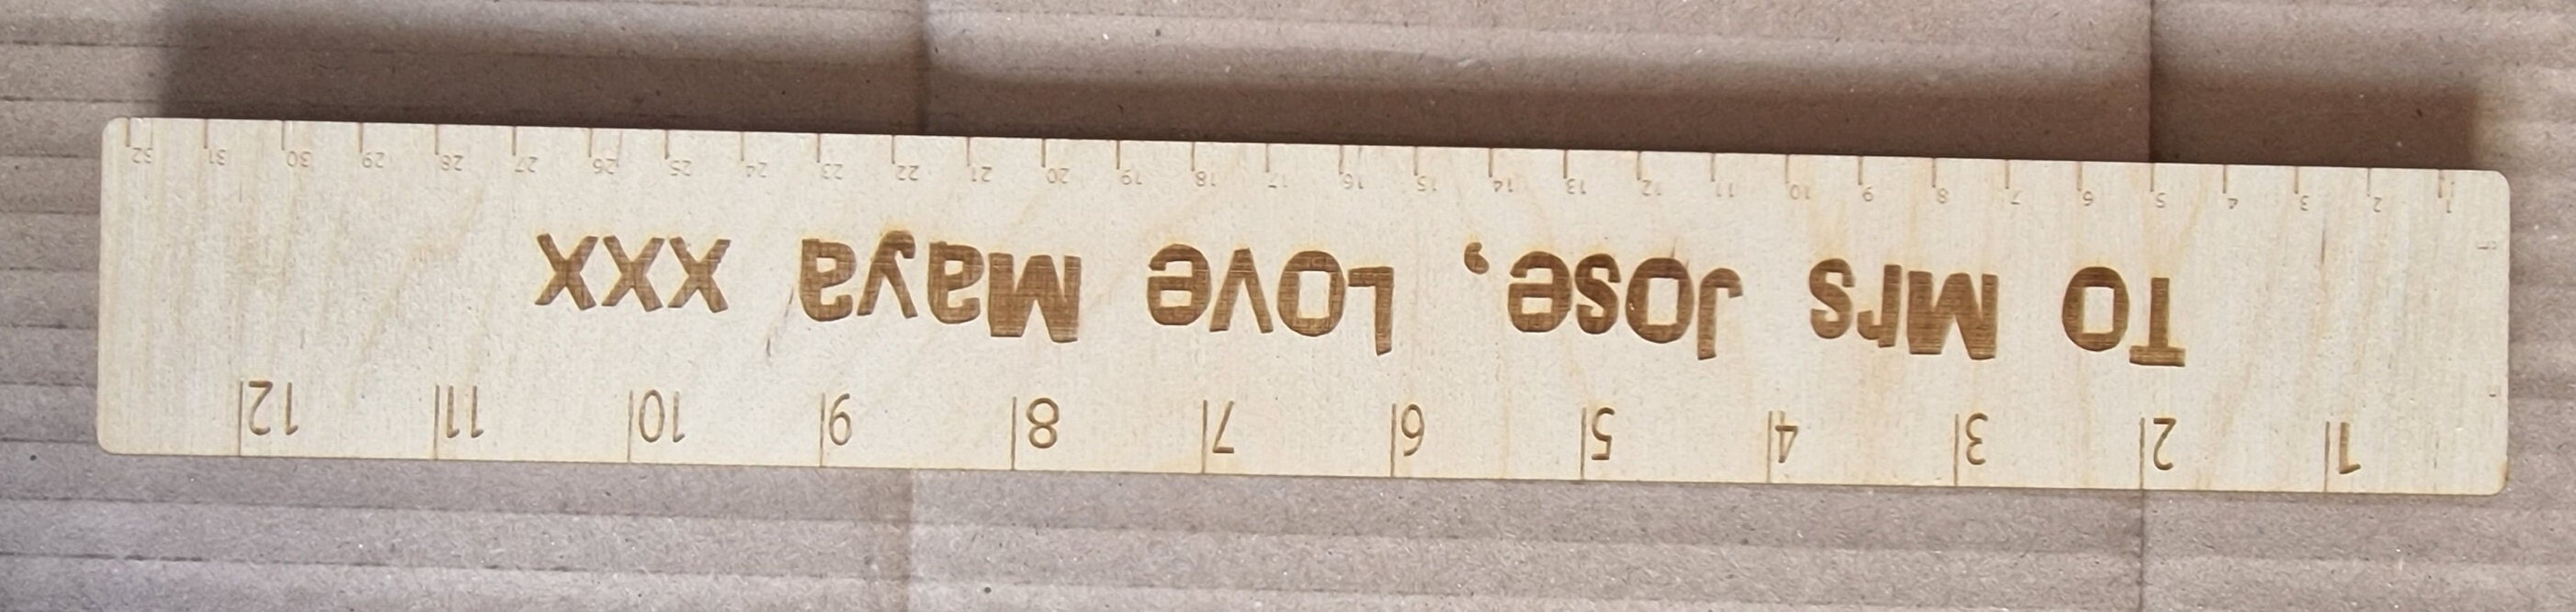 1 2 3 4 5 6 7 8 9 10 11 12
To Mrs Jose, Love Maya xxx
1 2 3 4 5 6 7 8 9 10 11 12 13 14 15 16 17 18 19 20 21 22 23 24 25 26 27 28 29 30 31 32